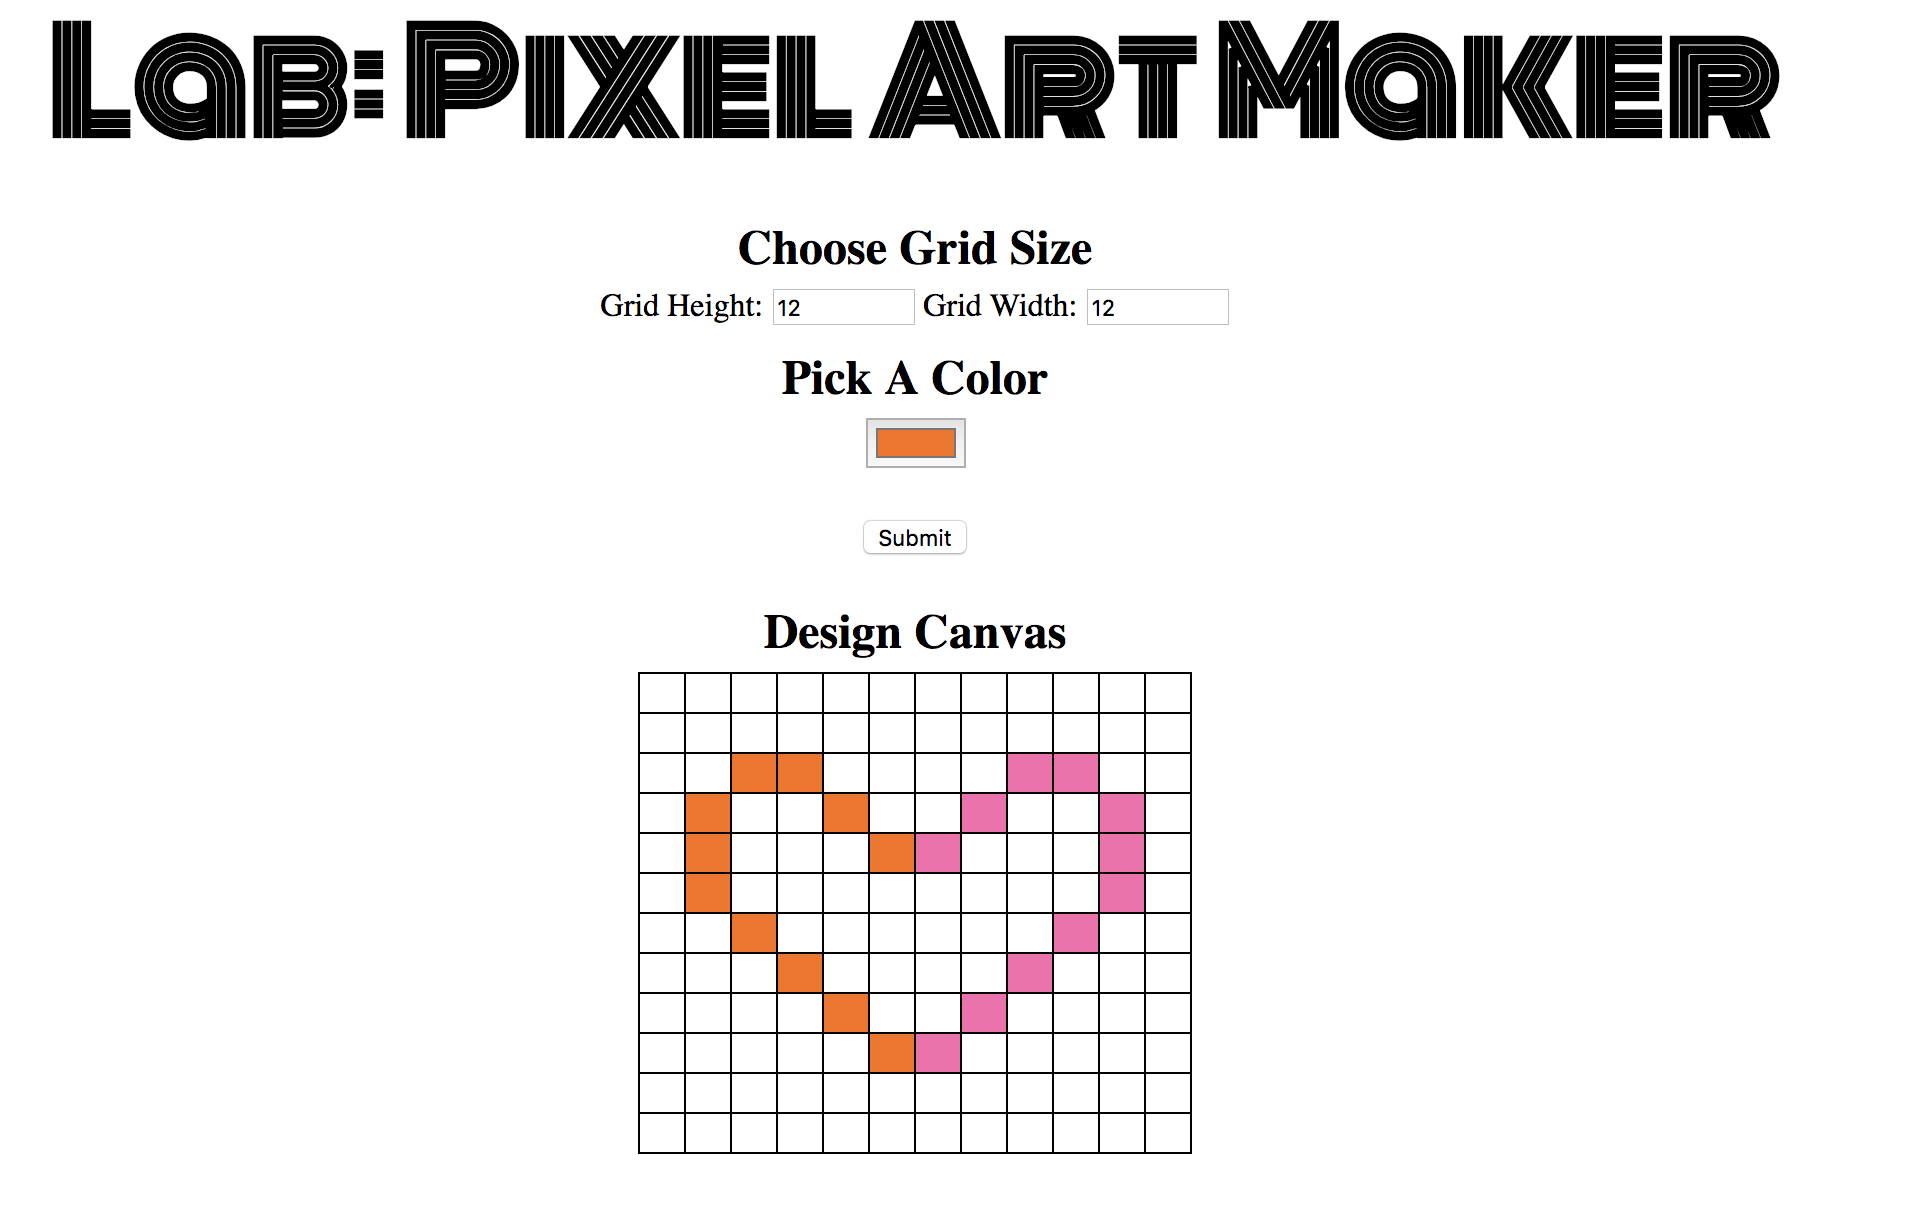 Lab: Pixel Art Maker
Choose Grid Size
Grid Height: 12 Grid Width: 12
Pick A Color
Submit
Design Canvas